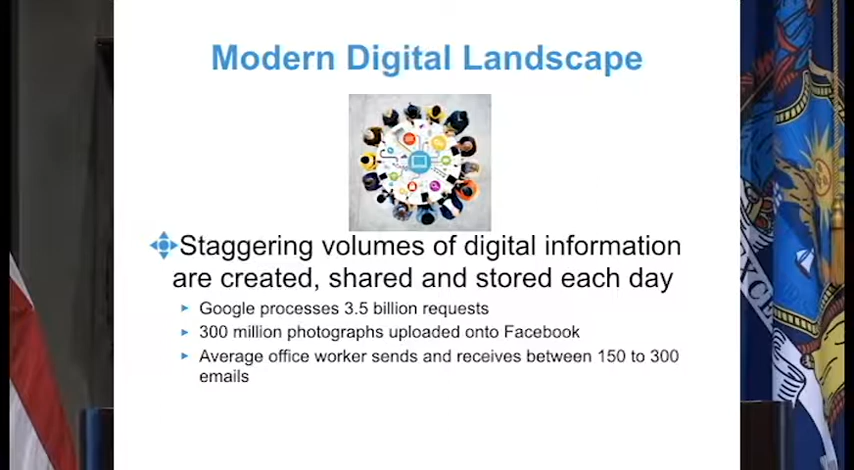 Modern Digital Landscape
Staggering volumes of digital information
are created, shared and stored each day
Google processes 3.5 billion requests
300 million photographs uploaded onto Facebook
Average office worker sends and receives between 150 to 300
emails
EXCE